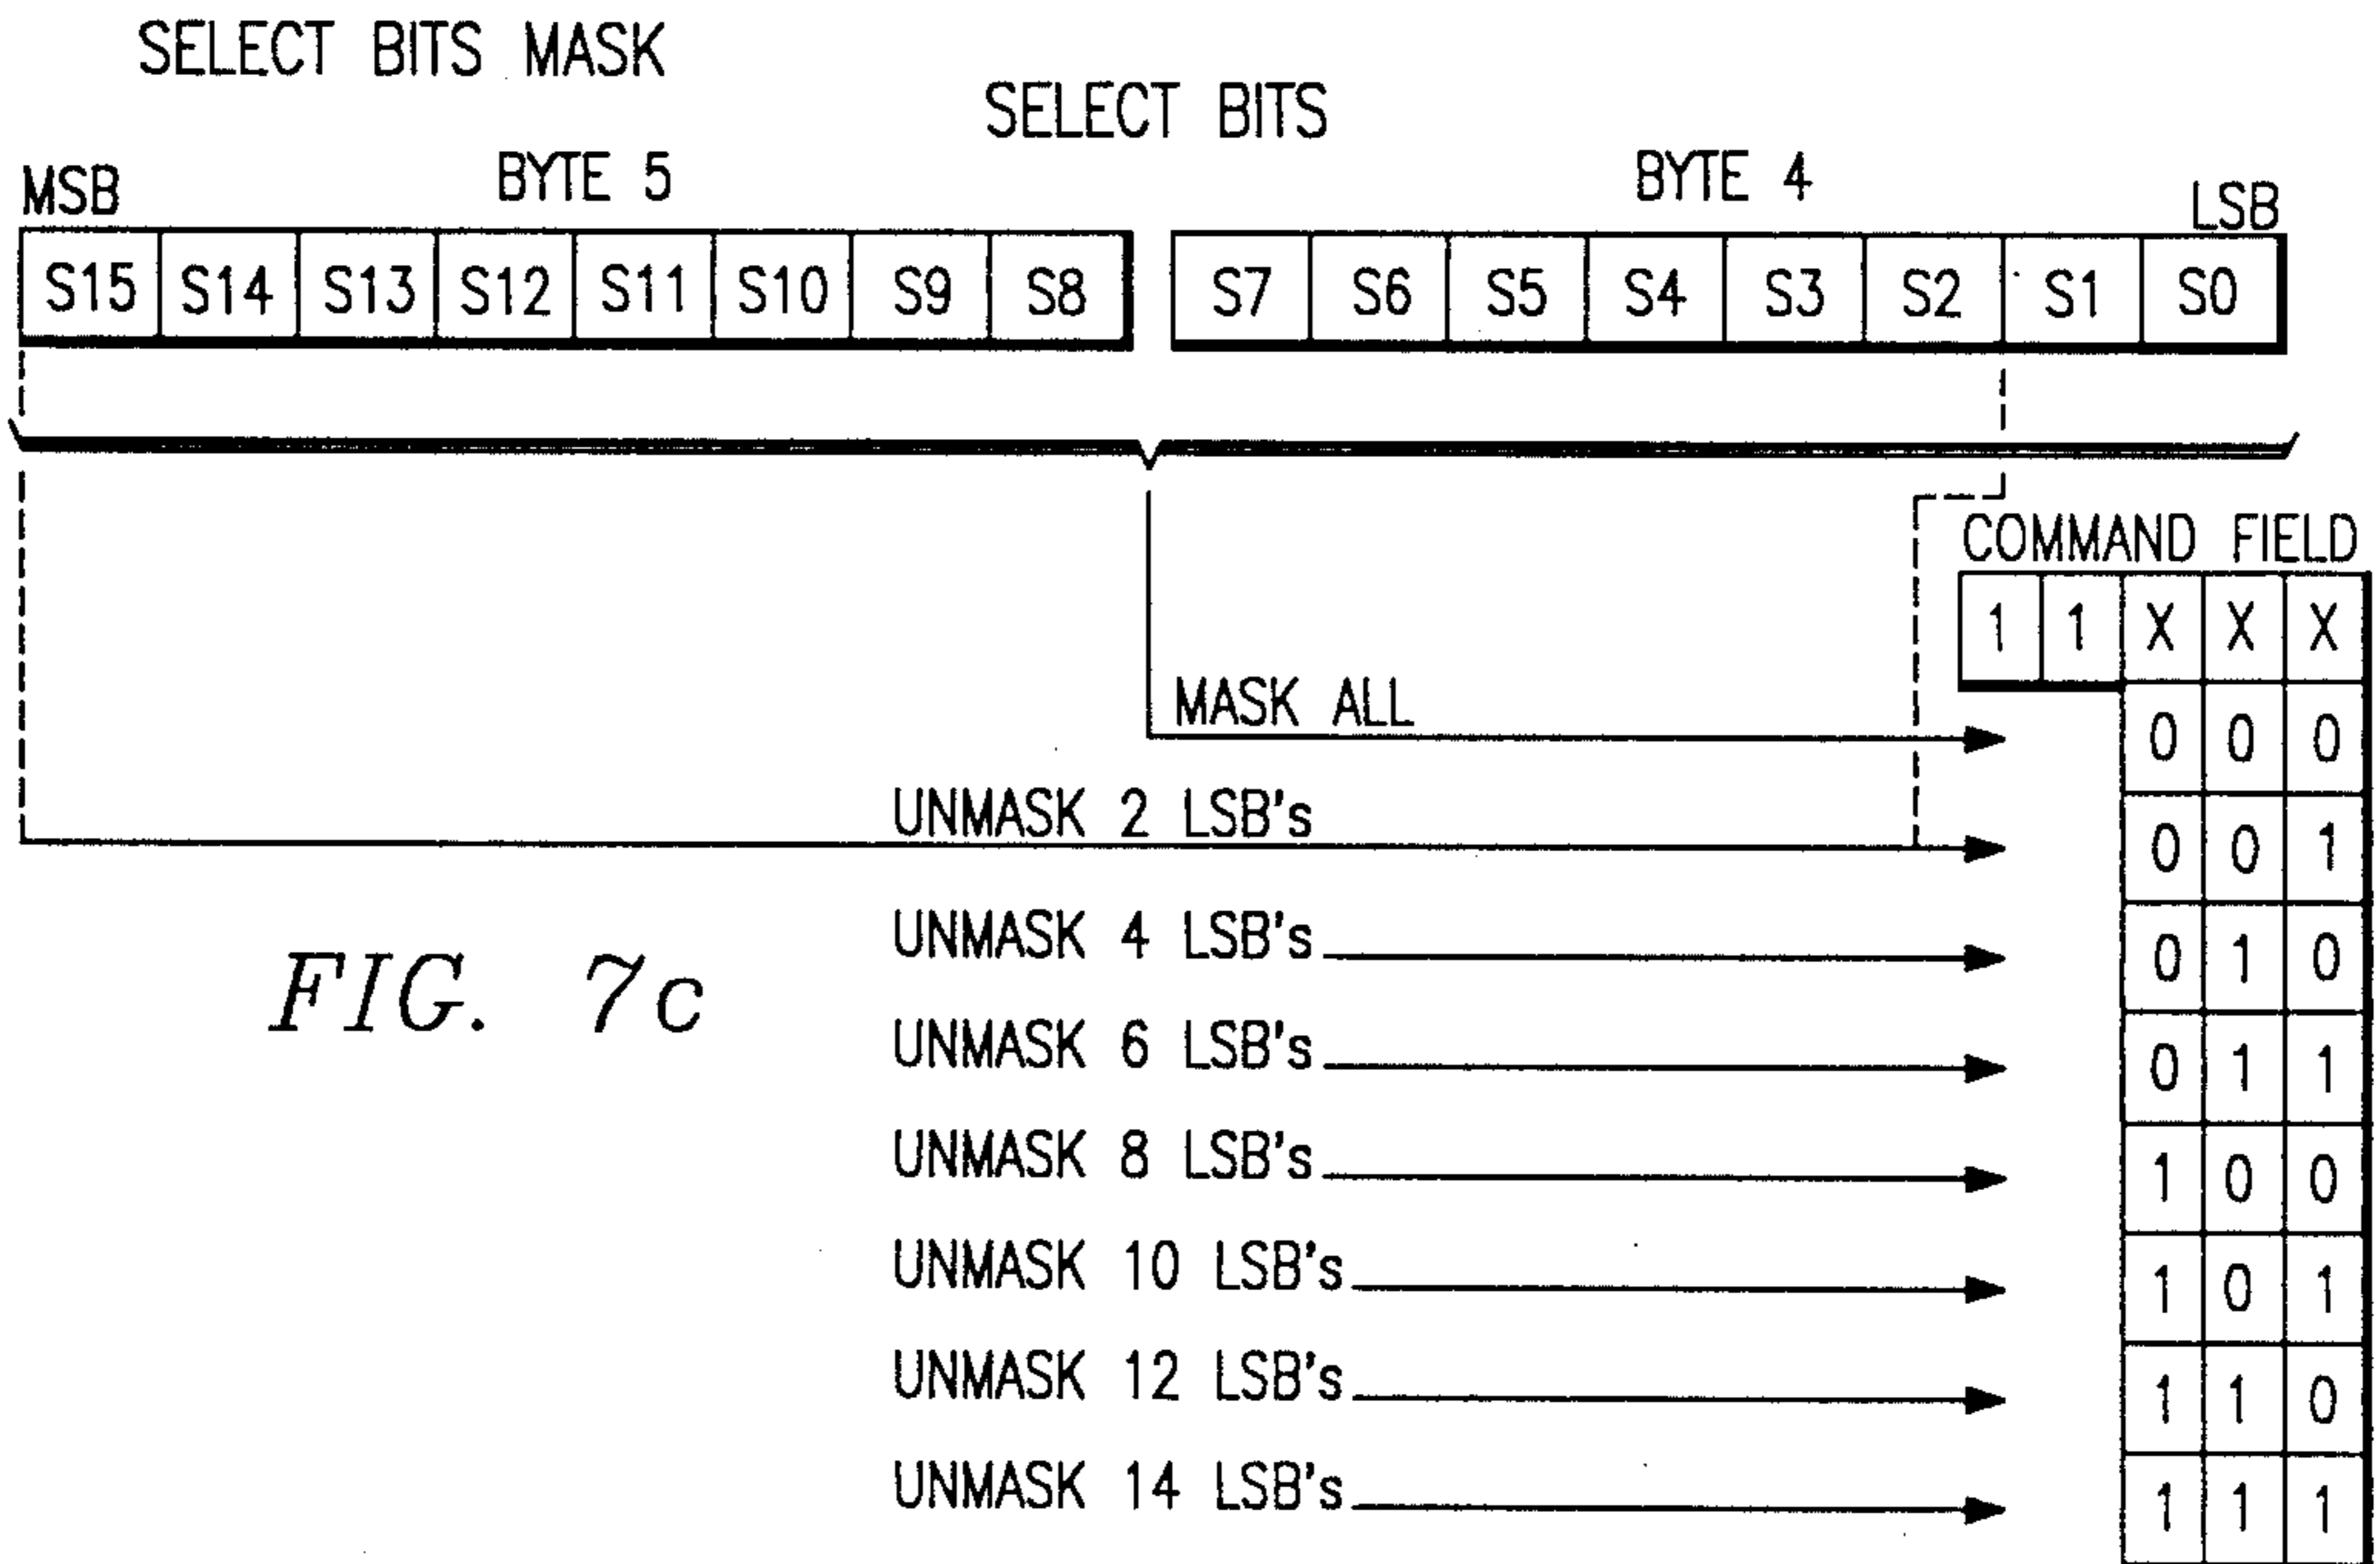 SELECT BITS MASK
SELECT BITS
MSB BYTE 5 BYTE 4 LSB
S15 S14 S13 S12 S11 S10 S9 S8 S7 S6 S5 S4 S3 S2 S1 S0
COMMAND FIELD
1 1 X X X
MASK ALL 0 0 0
UNMASK 2 LSB's 0 0 1
UNMASK 4 LSB's 0 1 0
UNMASK 6 LSB's 0 1 1
UNMASK 8 LSB's 1 0 0
UNMASK 10 LSB's 1 0 1
UNMASK 12 LSB's 1 1 0
UNMASK 14 LSB's 1 1 1
FIG. 7c